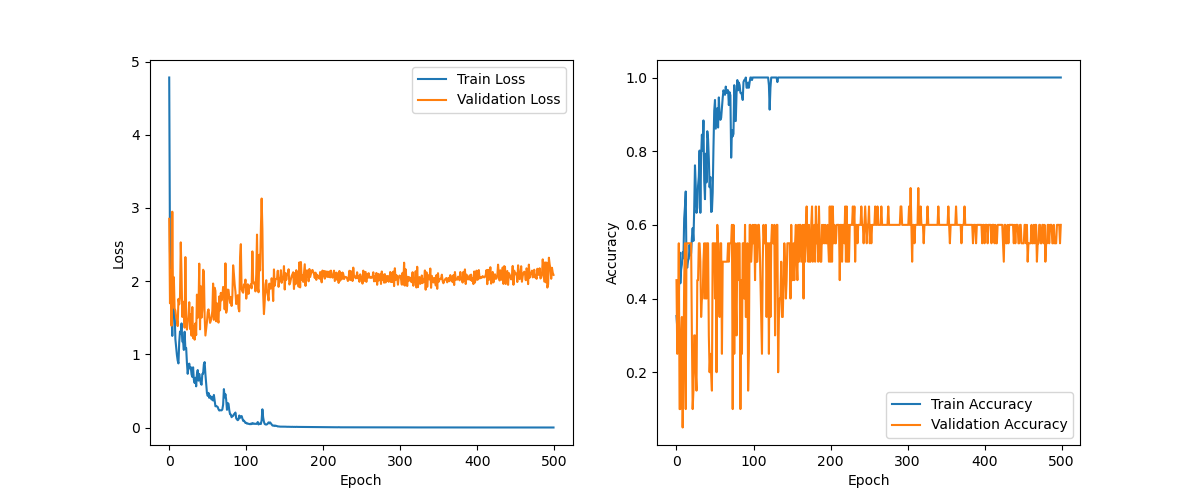 5
4
3
2
1
0
Loss
0 100 200 300 400 500
Epoch
Train Loss
Validation Loss
1.0
0.8
0.6
0.4
0.2
Accuracy
0 100 200 300 400 500
Epoch
Train Accuracy
Validation Accuracy